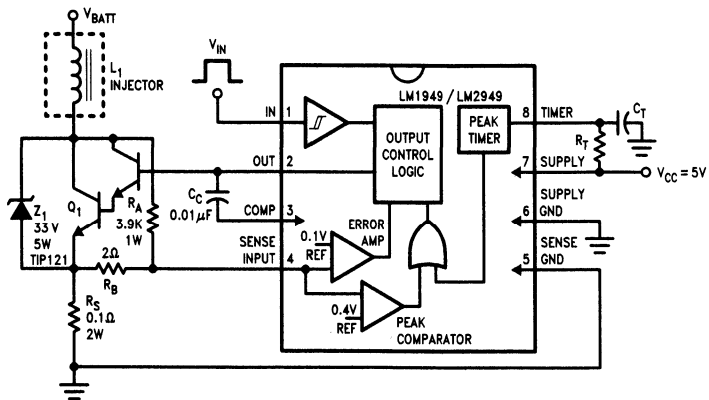 VBATT
L1
INJECTOR
VIN
LM1949 / LM2949
IN 1
OUTPUT
CONTROL
LOGIC
PEAK
TIMER
8 TIMER
CT
RT
7 SUPPLY
VCC = 5V
OUT 2
CC
0.01μF
COMP 3
SUPPLY
6 GND
Q1
RA
3.9K
1W
Z1
33V
5W
TIP121
2Ω
RB
SENSE
INPUT 4
0.1V
REF
ERROR
AMP
SENSE
5 GND
RS
0.1Ω
2W
0.4V
REF
PEAK
COMPARATOR